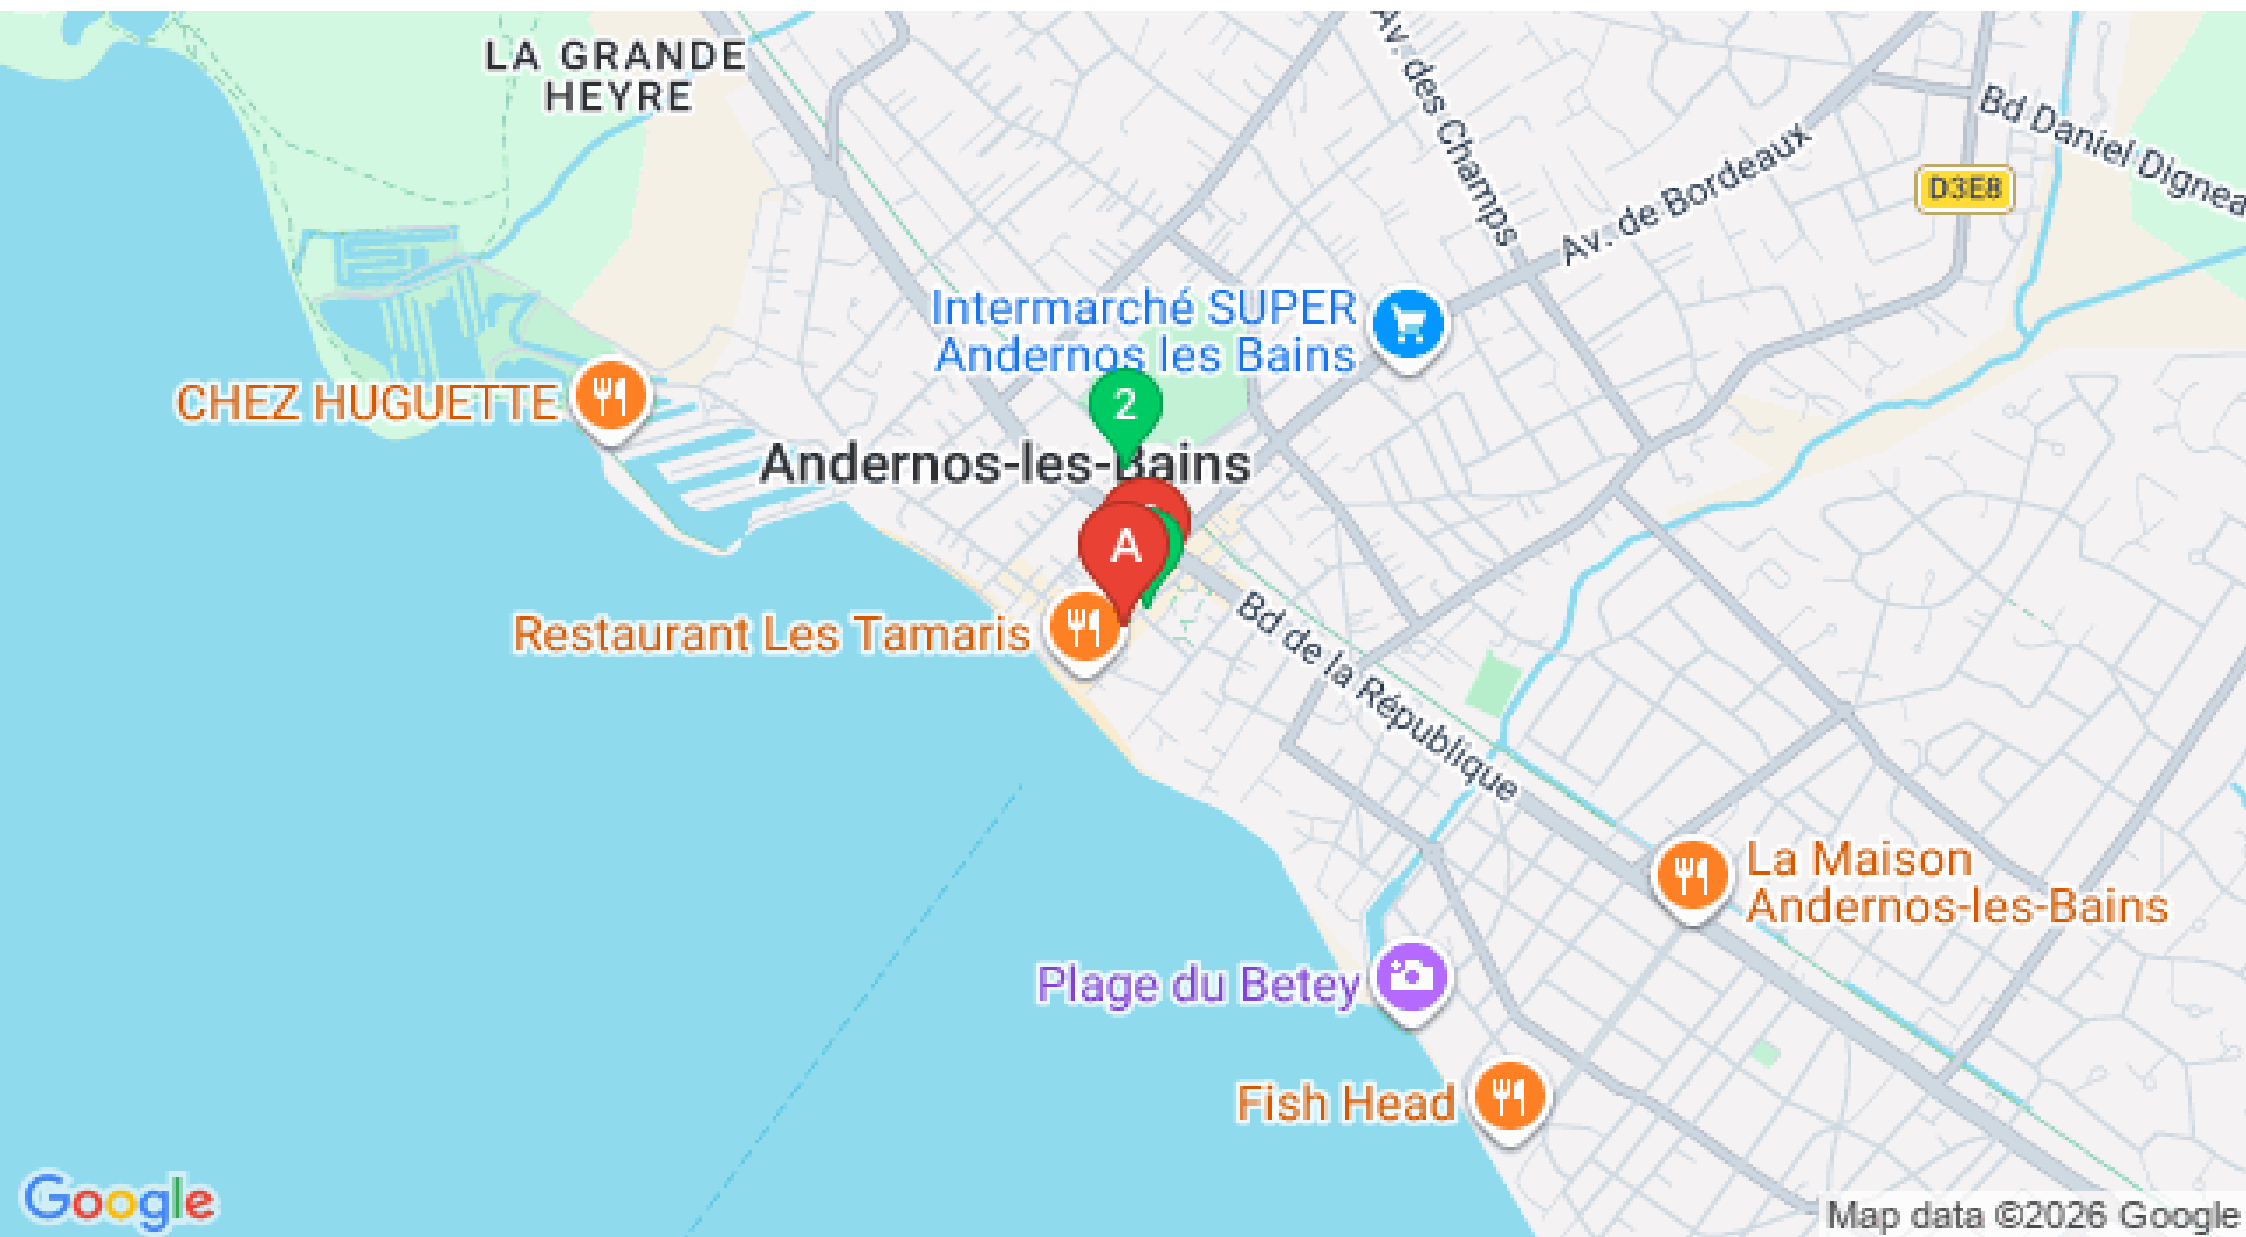 LA GRANDE
HEYRE
Av. des Champs
Bd Daniel Dignea
D3E8
Av. de Bordeaux
Intermarché SUPER
Andernos les Bains
CHEZ HUGUETTE
2
Andernos-les-Bains
A
Restaurant Les Tamaris
Bd de la République
La Maison
Andernos-les-Bains
Plage du Betey
Fish Head
Google
Map data ©2026 Google